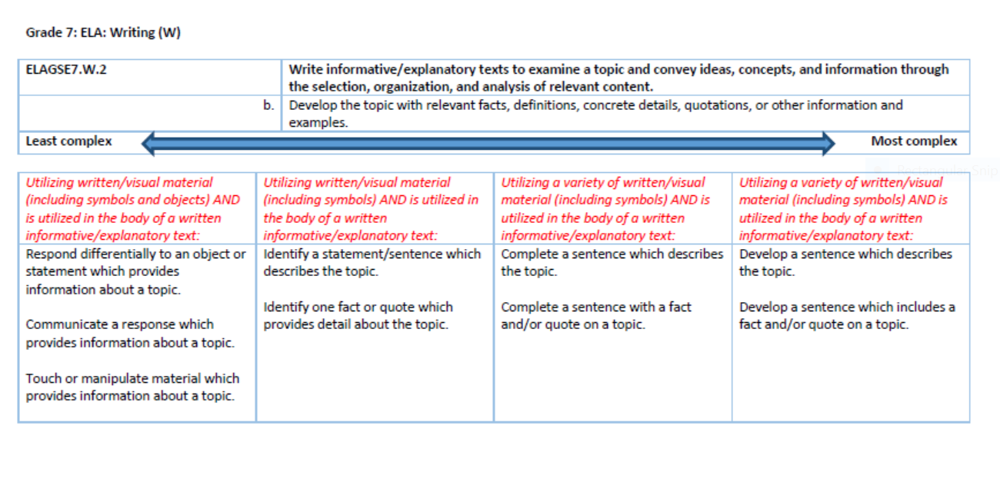 Grade 7: ELA: Writing (W)
ELAGSE7.W.2
Write informative/explanatory texts to examine a topic and convey ideas, concepts, and information through
the selection, organization, and analysis of relevant content.
b.
Develop the topic with relevant facts, definitions, concrete details, quotations, or other information and
examples.
Least complex
Most complex
Rectangular Snip
Utilizing written/visual material
(including symbols and objects) AND
is utilized in the body of a written
informative/explanatory text:
Respond differentially to an object or
statement which provides
information about a topic.
Communicate a response which
provides information about a topic.
Touch or manipulate material which
provides information about a topic.
Utilizing written/visual material
(including symbols) AND is utilized in
the body of a written
informative/explanatory text:
Identify a statement/sentence which
describes the topic.
Identify one fact or quote which
provides detail about the topic.
Utilizing a variety of written/visual
material (including symbols) AND is
utilized in the body of a written
informative/explanatory text:
Complete a sentence which describes
the topic.
Complete a sentence with a fact
and/or quote on a topic.
Utilizing a variety of written/visual
material (including symbols) AND is
utilized in the body of a written
informative/explanatory text:
Develop a sentence which describes
the topic.
Develop a sentence which includes a
fact and/or quote on a topic.